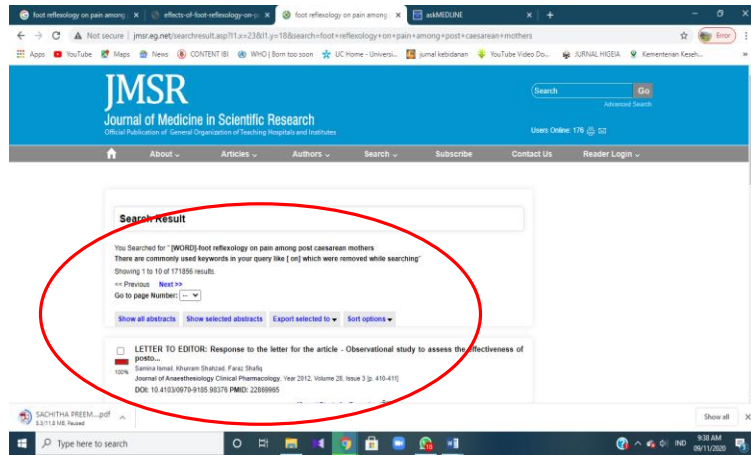 foot reflexology on pain among
effects-of-foot-reflexology-on-p
foot reflexology on pain among
askMEDLINE
Not secure | jmsr.eg.net/searchresult.asp?l1.x=23&l1.y=18&search=foot+reflexology+on+pain+among+post+caesarean+mothers
Error
Apps YouTube Maps News CONTENT IBI WHO | Born too soon UC Home - Universi... jurnal kebidanan YouTube Video Do... JURNAL HIGEIA Kementerian Keseh...
JMSR
Journal of Medicine in Scientific Research
Official Publication of General Organization of Teaching Hospitals and Institutes
Search Go
Advanced Search
Users Online: 176
About Articles Authors Search Subscribe Contact Us Reader Login
Search Result
You Searched for "[WORD]-foot reflexology on pain among post caesarean mothers
There are commonly used keywords in your query like [ on] which were removed while searching"
Showing 1 to 10 of 171856 results
<< Previous Next >>
Go to page Number: --
Show all abstracts Show selected abstracts Export selected to Sort options
LETTER TO EDITOR: Response to the letter for the article - Observational study to assess the effectiveness of
posto...
100%
Samina Ismail, Khurram Shahzad, Faraz Shafiq
Journal of Anaesthesiology Clinical Pharmacology. Year 2012, Volume 28, Issue 3 [p. 410-411]
DOI: 10.4103/0970-9185.98376 PMID: 22869965
SACHITHA PREEM....pdf
5.3/11.8 MB, Paused
Show all
Type here to search
IND
9:38 AM
09/11/2020